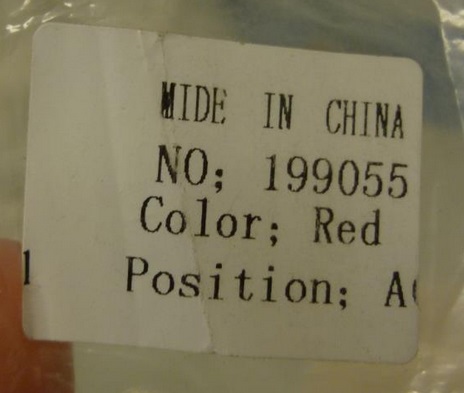 MIDE IN CHINA
NO; 199055
Color; Red
l Position; A